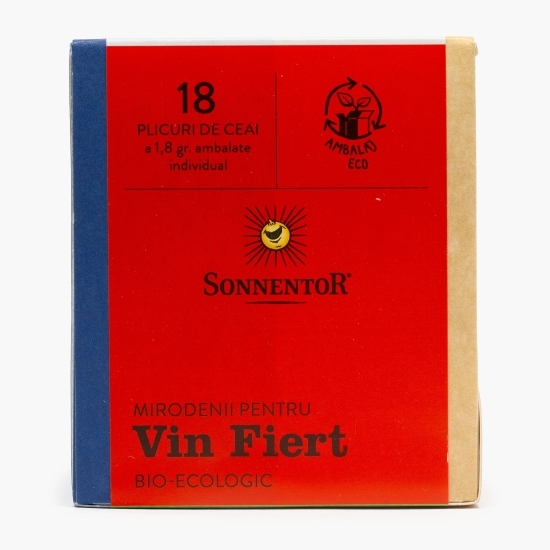 18
PLICURI DE CEAI
a 1,8 gr. ambalate
individual
AMBALAJ
ECO
SONNENTOR®
MIRODENII PENTRU
Vin Fiert
BIO-ECOLOGIC